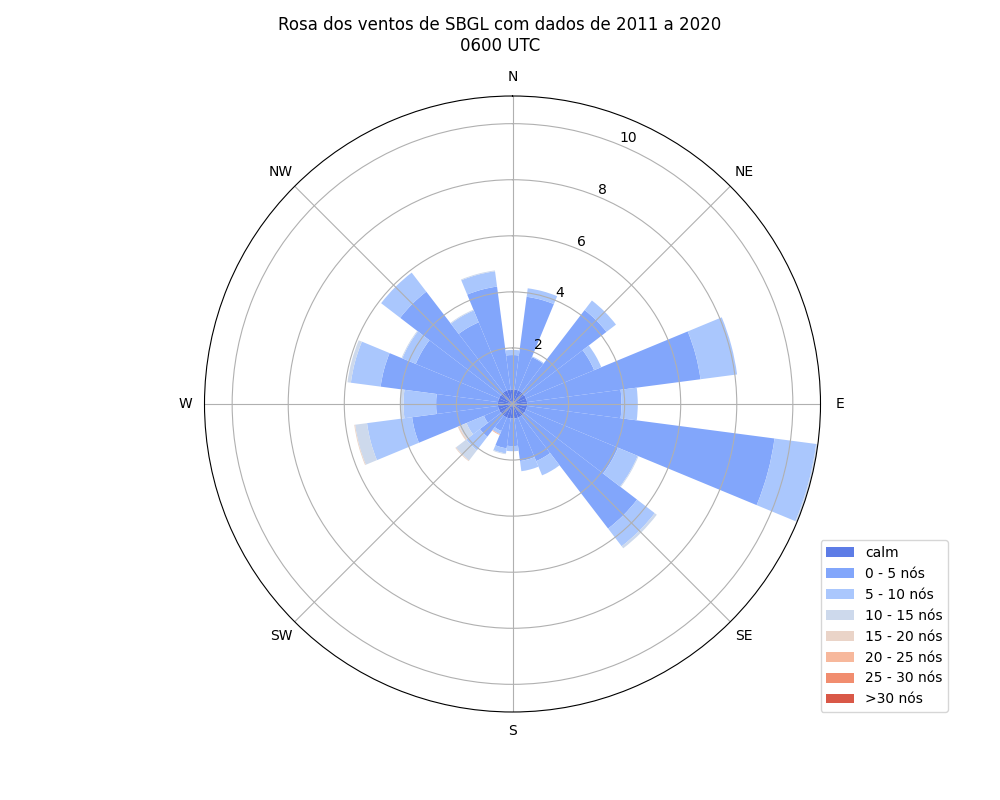 Rosa dos ventos de SBGL com dados de 2011 a 2020
0600 UTC
N
NE
E
SE
S
SW
W
NW
10
8
6
4
2
calm
0 - 5 nós
5 - 10 nós
10 - 15 nós
15 - 20 nós
20 - 25 nós
25 - 30 nós
>30 nós